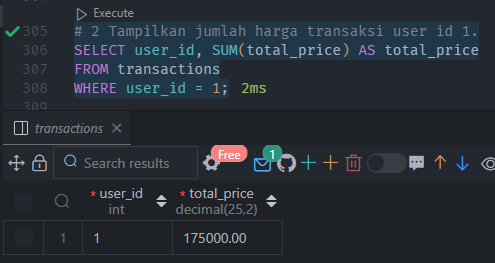 Execute
305 # 2 Tampilkan jumlah harga transaksi user id 1.
306 SELECT user_id, SUM(total_price) AS total_price
307 FROM transactions
308 WHERE user_id = 1; 2ms
309
transactions
Search results
Free
1
* user_id
int
* total_price
decimal(25,2)
1 1 175000.00